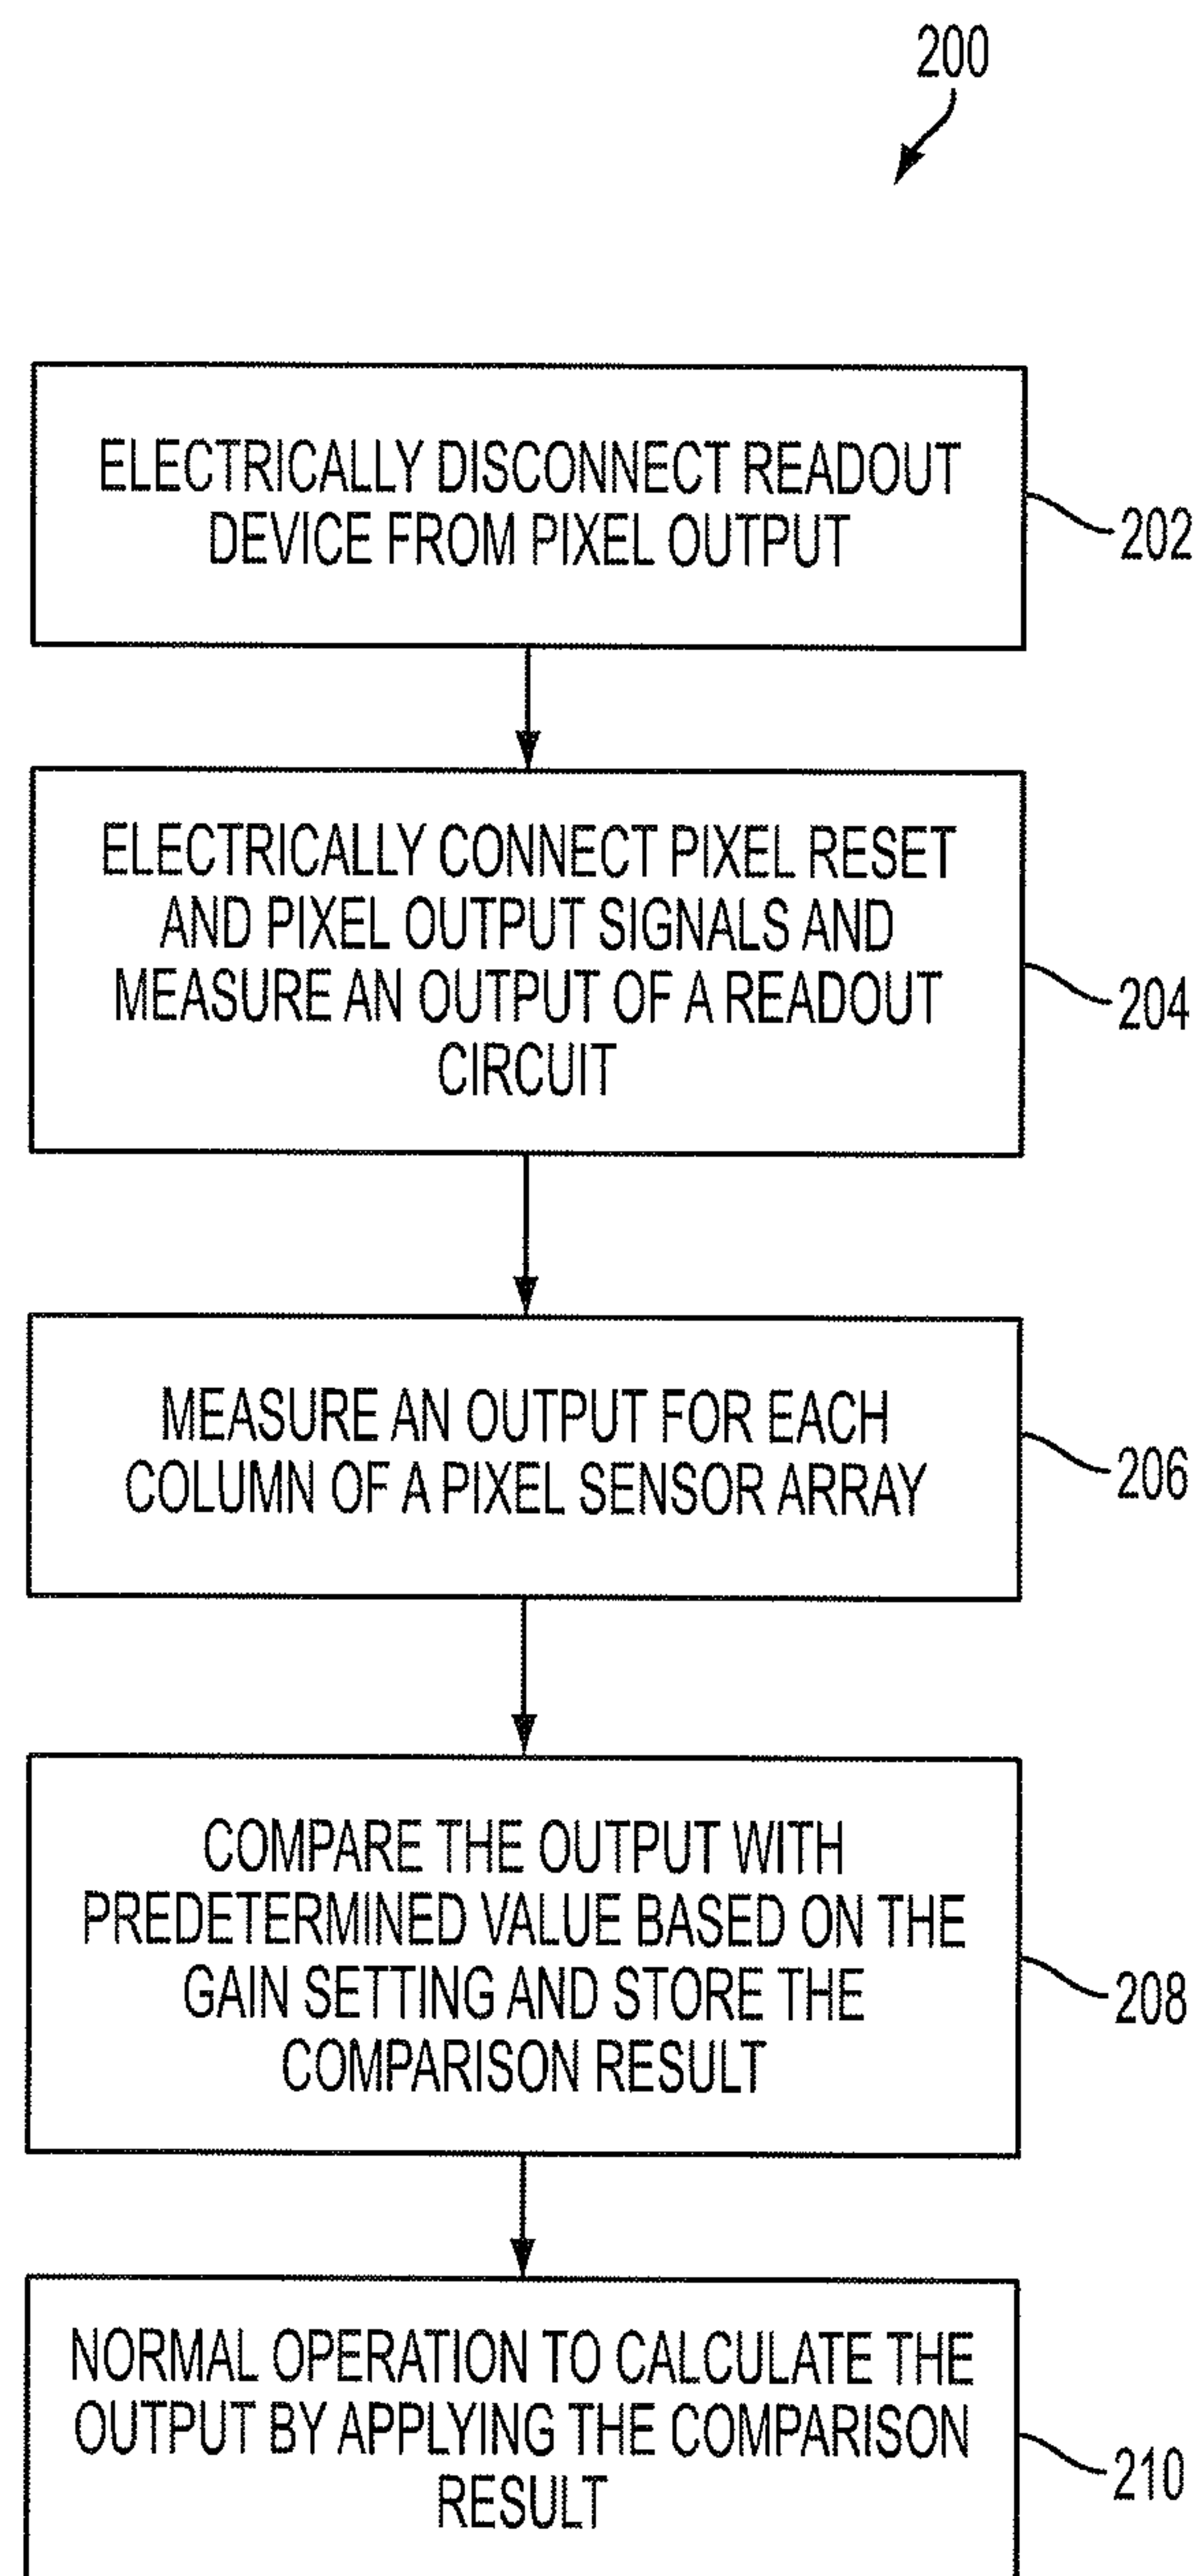 200
ELECTRICALLY DISCONNECT READOUT
DEVICE FROM PIXEL OUTPUT
202
ELECTRICALLY CONNECT PIXEL RESET
AND PIXEL OUTPUT SIGNALS AND
MEASURE AN OUTPUT OF A READOUT
CIRCUIT
204
MEASURE AN OUTPUT FOR EACH
COLUMN OF A PIXEL SENSOR ARRAY
206
COMPARE THE OUTPUT WITH
PREDETERMINED VALUE BASED ON THE
GAIN SETTING AND STORE THE
COMPARISON RESULT
208
NORMAL OPERATION TO CALCULATE THE
OUTPUT BY APPLYING THE COMPARISON
RESULT
210